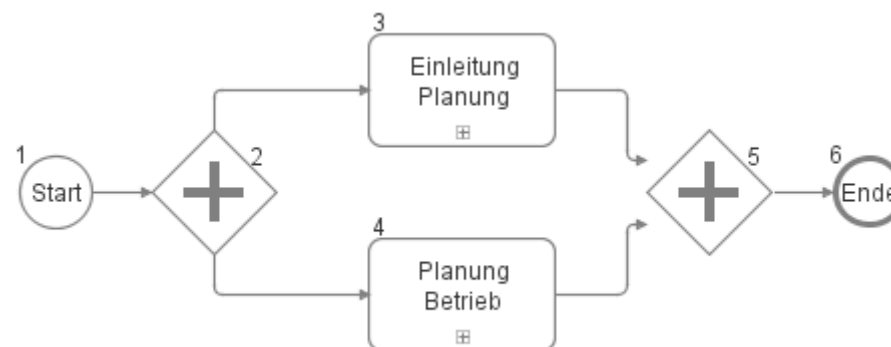 1
Start
2
3
Einleitung
Planung
4
Planung
Betrieb
5
6
Ende